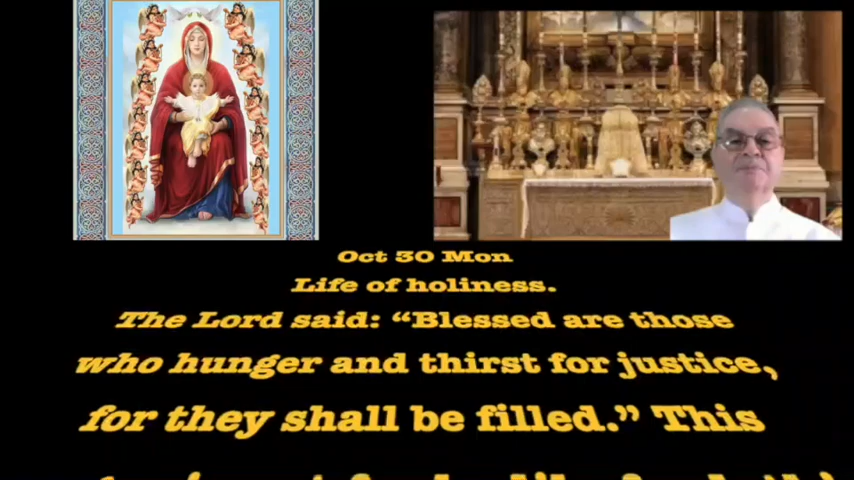 Oct 30 Mon
Life of holiness.
The Lord said: “Blessed are those
who hunger and thirst for justice,
for they shall be filled.” This